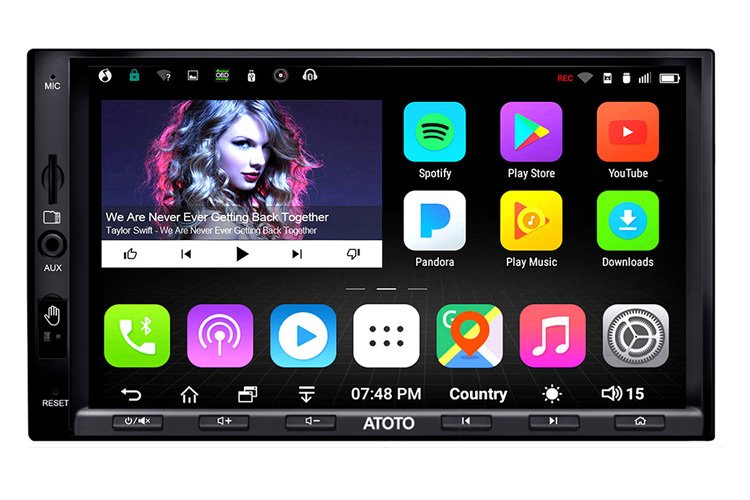 MIC
OBD
REC
We Are Never Ever Getting Back Together
Taylor Swift - We Are Never Ever Getting Back Together
Spotify
Play Store
YouTube
Pandora
Play Music
Downloads
AUX
G
07:48 PM
Country
15
RESET
ATOTO